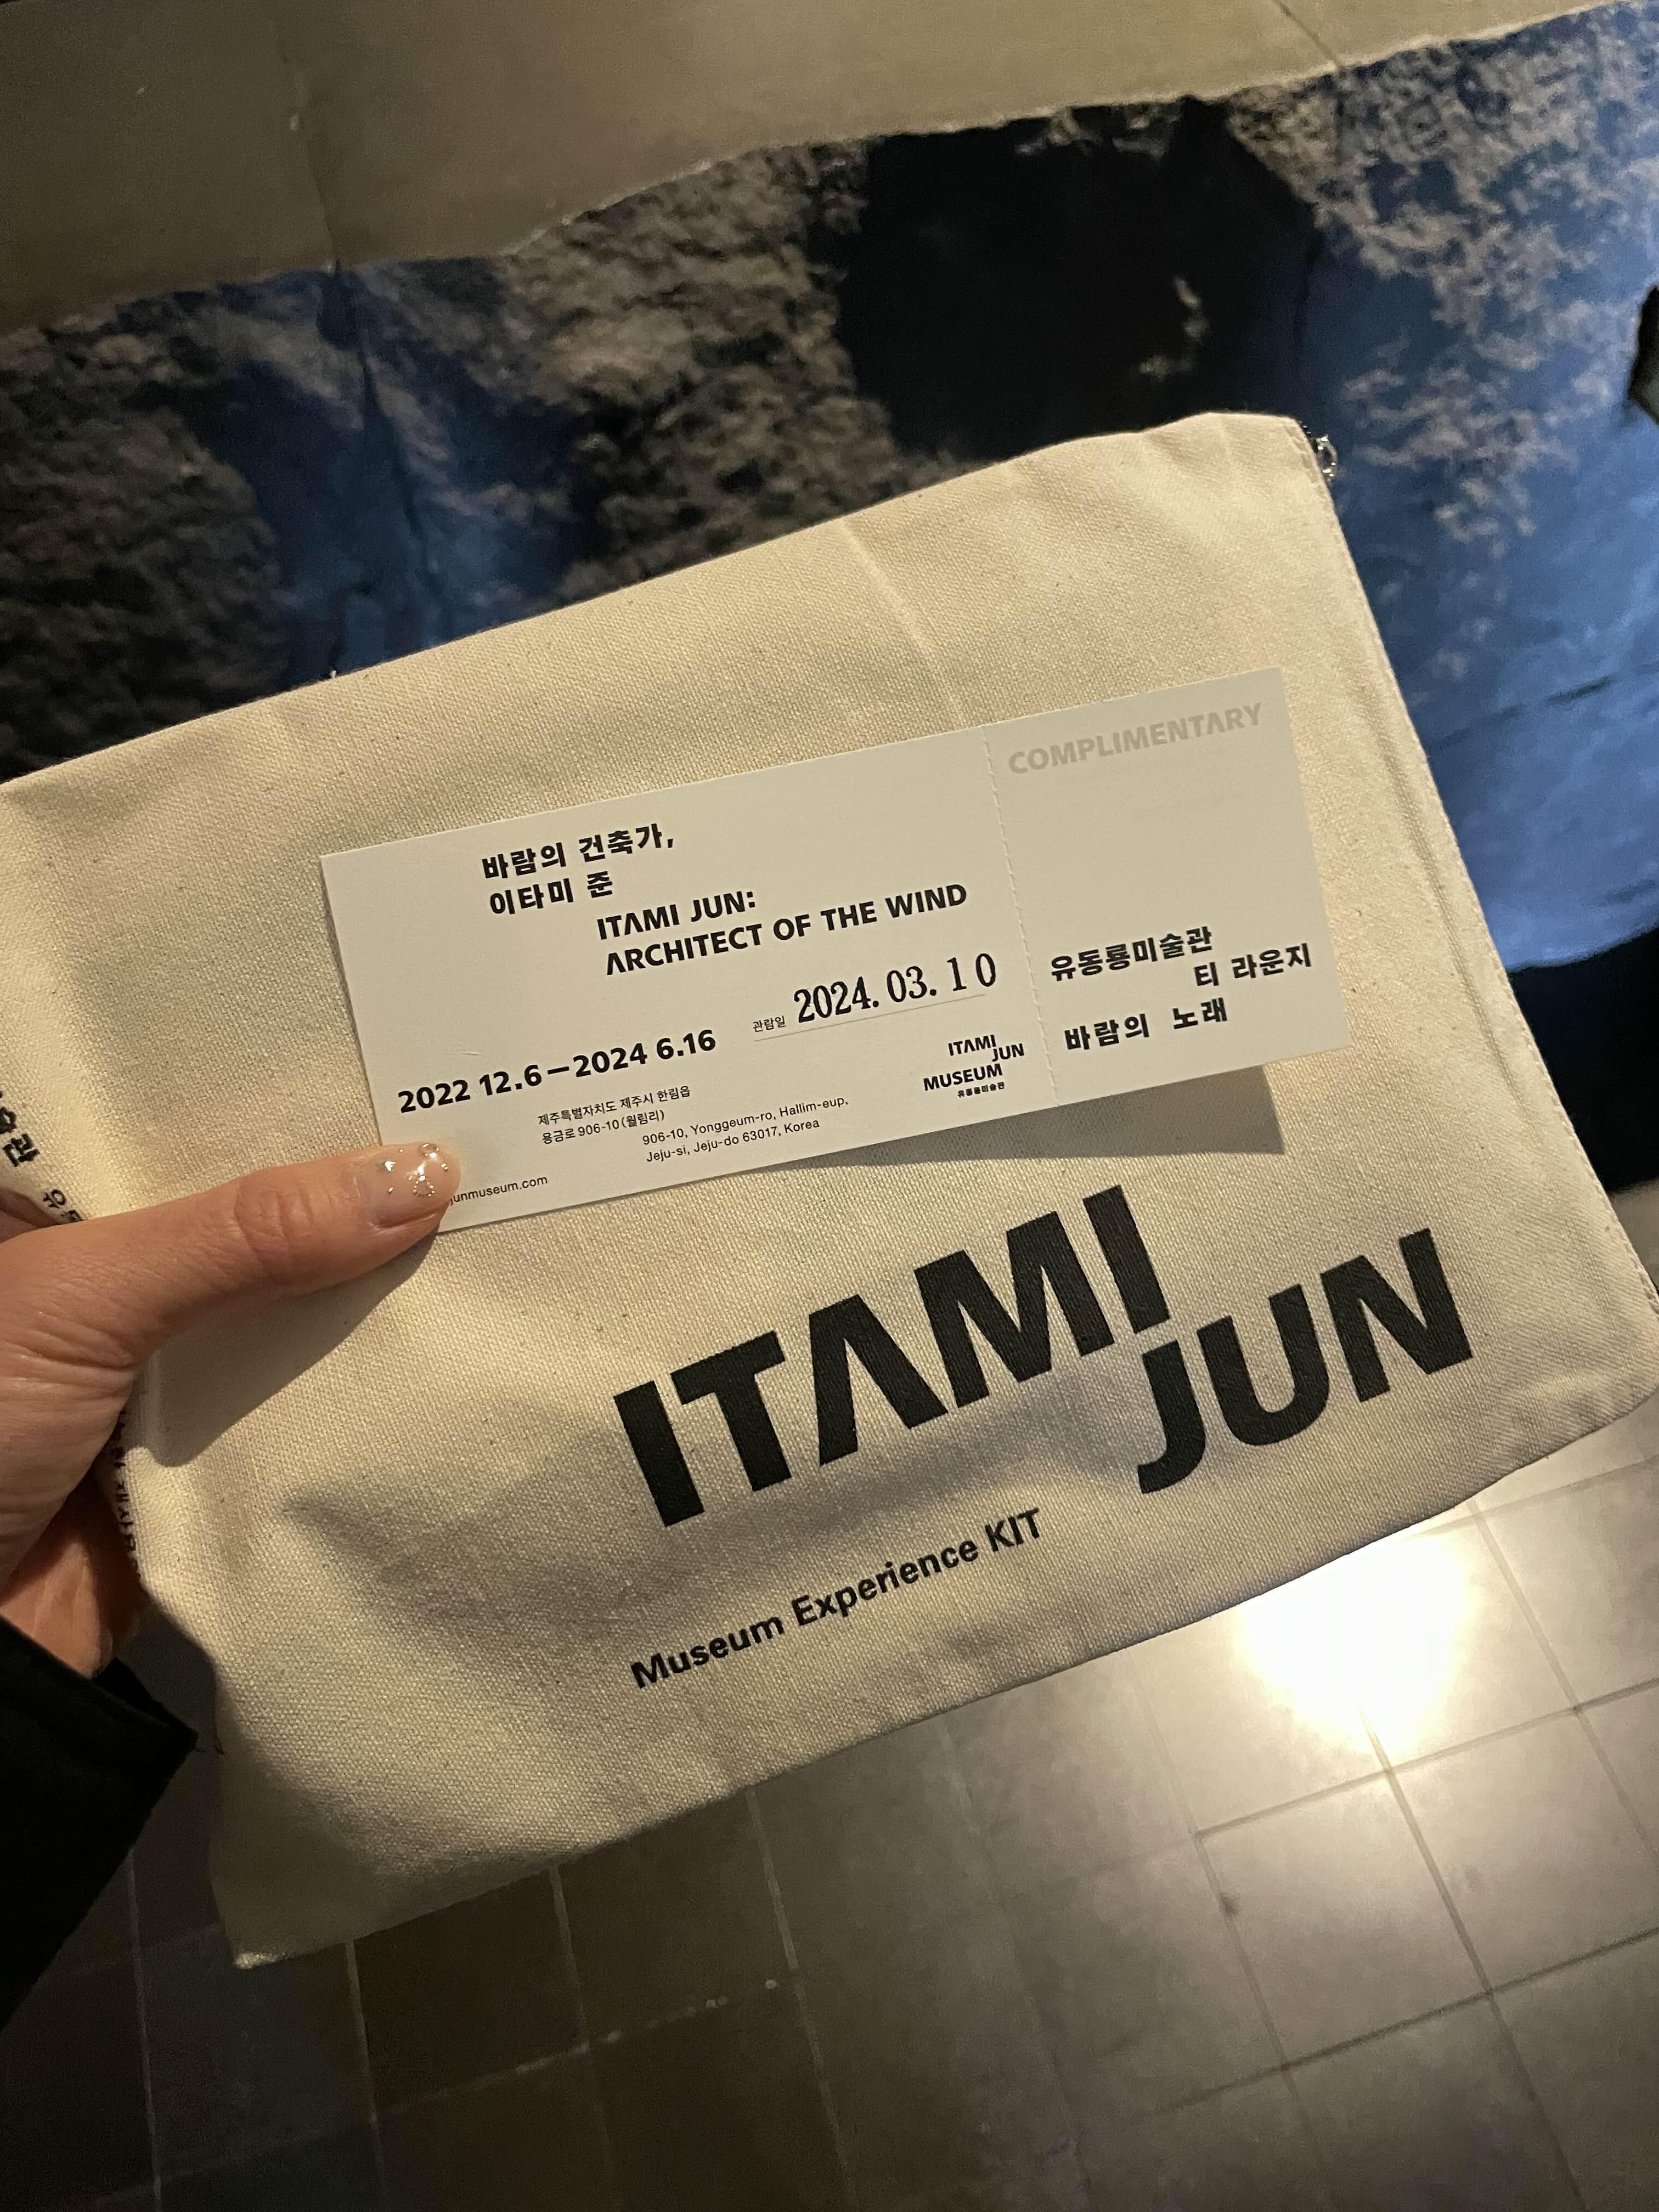 COMPLIMENTARY
바람의 건축가,
이타미 준
ITAMI JUN:
ARCHITECT OF THE WIND
관람일 2024. 03. 10
2022 12.6—2024 6.16
제주특별자치도 제주시 한림읍
용금로 906-10 (월림리)
906-10, Yonggeum-ro, Hallim-eup,
Jeju-si, Jeju-do 63017, Korea
junmuseum.com
ITAMI
JUN
MUSEUM
유동룡미술관
유동룡미술관
티 라운지
바람의 노래
ITAMI
JUN
Museum Experience KIT